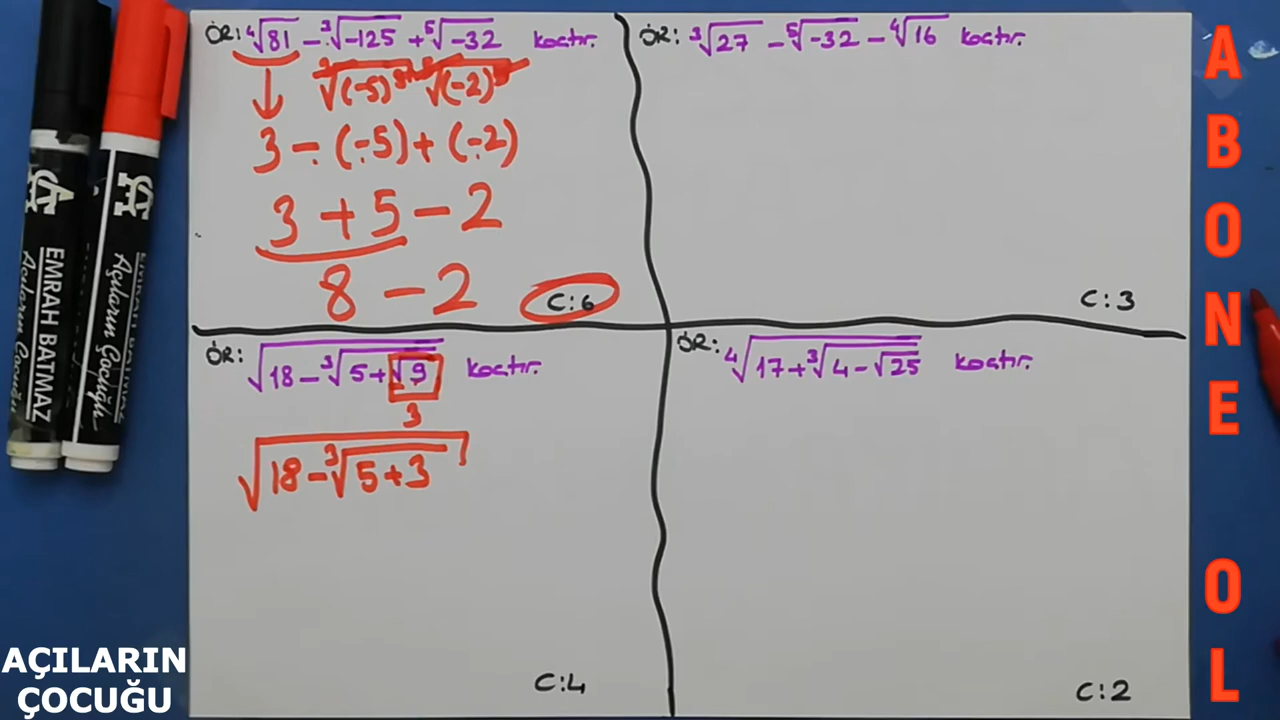 ÖR: ⁴√81 - ³√-125 + ⁵√-32 kaçtır.
³√(-5)³ + ⁵√(-2)⁵
3 - (-5) + (-2)
3 + 5 - 2
8 - 2
C:6
ÖR: ³√27 - ⁵√-32 - ⁴√16 kaçtır.
C:3
ÖR: √(18 - ³√(5 + √9)) kaçtır.
3
√(18 - ³√(5 + 3))
C:4
ÖR: ⁴√(17 + ³√(4 - √25)) kaçtır.
C:2
EMRAH BATMAZ
Açıların Çocuğu
Açıların Çocuğu
AÇILARIN
ÇOCUĞU
ABONE
OL